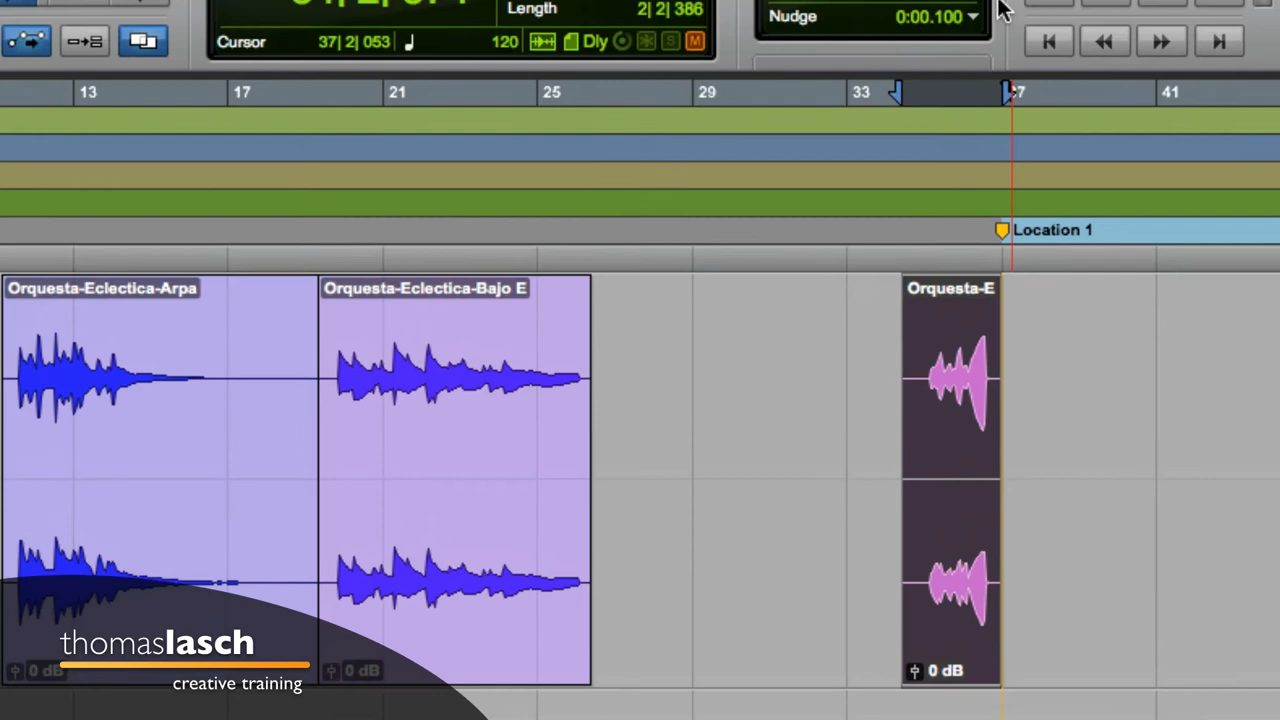 Length 2| 2| 386
Nudge 0:00.100
Cursor 37| 2| 053 120 Dly S M
13 17 21 25 29 33 37 41
Location 1
Orquesta-Eclectica-Arpa Orquesta-Eclectica-Bajo E Orquesta-E
0 dB 0 dB 0 dB
thomaslasch
creative training